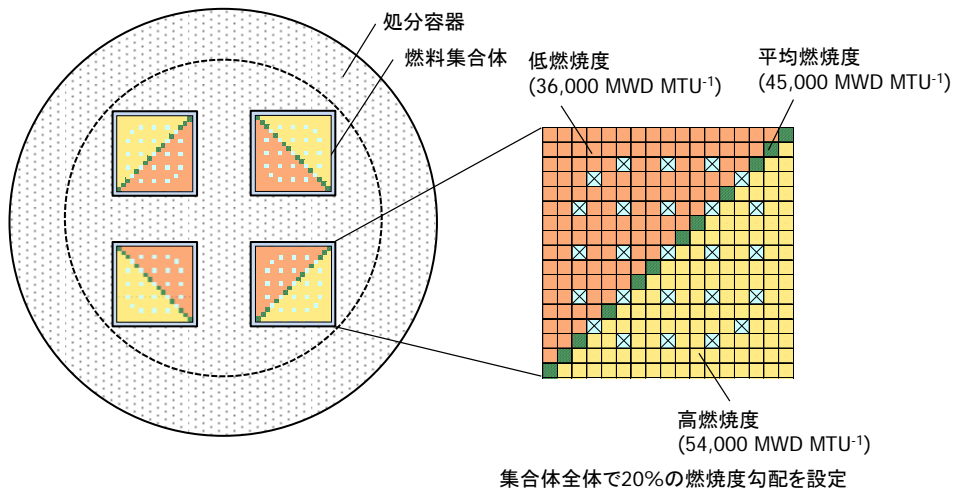 処分容器
燃料集合体
低燃焼度
(36,000 MWD MTU⁻¹)
平均燃焼度
(45,000 MWD MTU⁻¹)
高燃焼度
(54,000 MWD MTU⁻¹)
集合体全体で20%の燃焼度勾配を設定